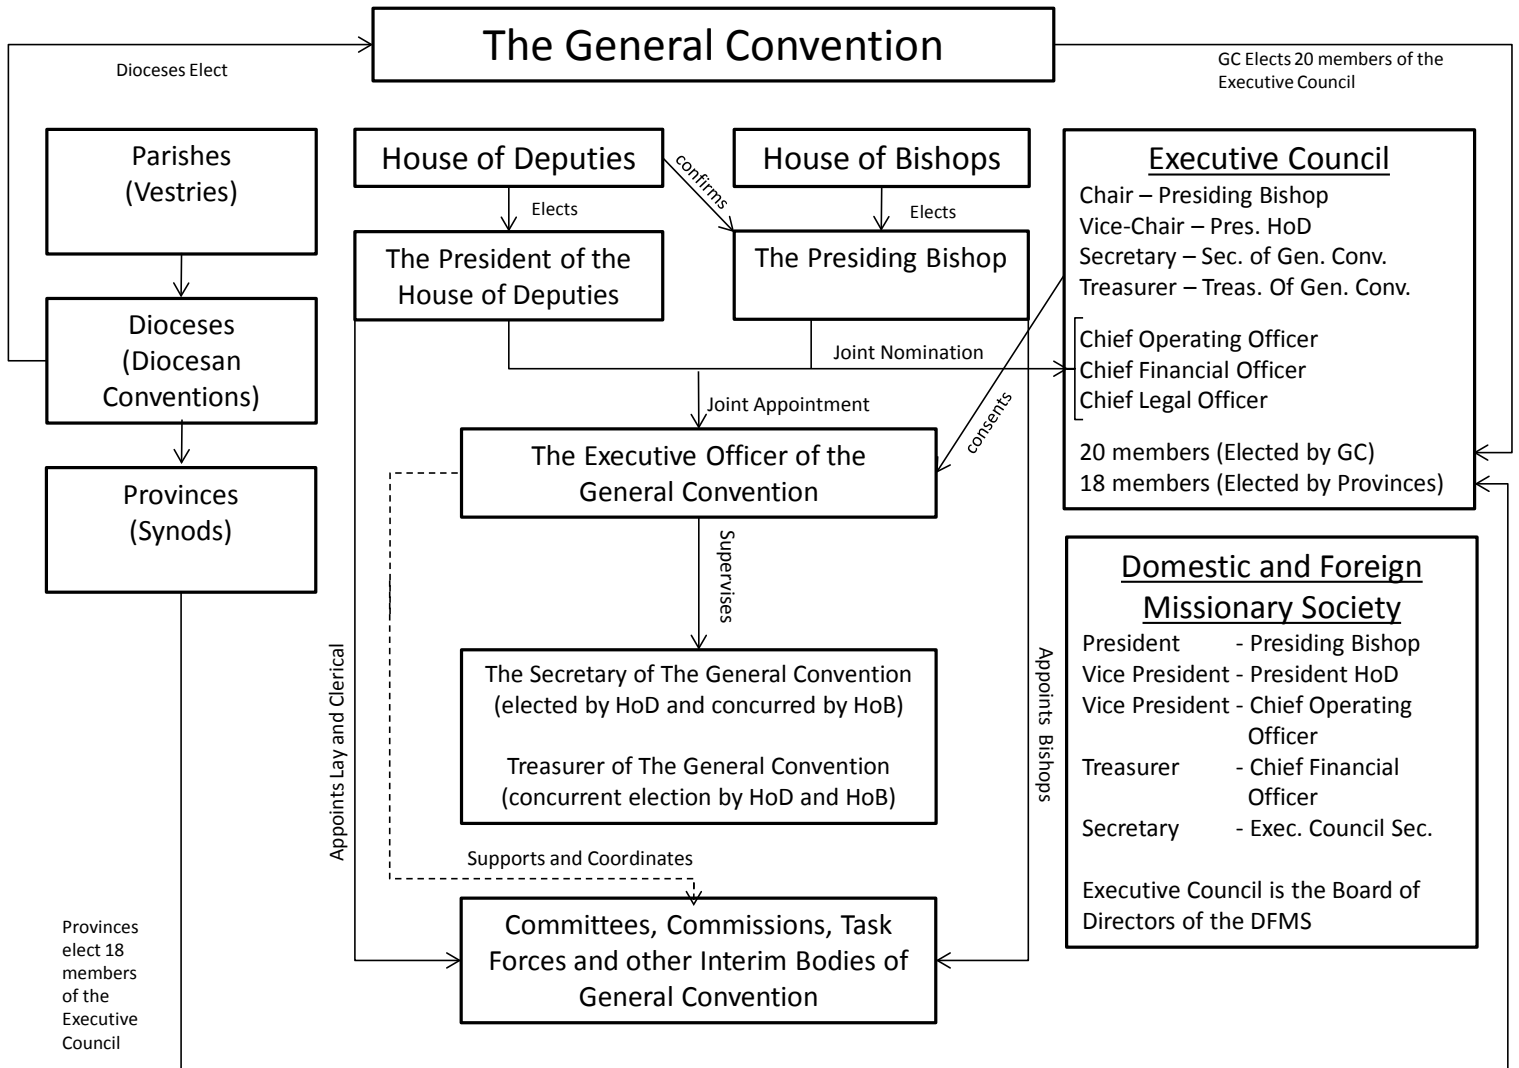 The General Convention
Dioceses Elect
GC Elects 20 members of the
Executive Council
Parishes
(Vestries)
Dioceses
(Diocesan
Conventions)
Provinces
(Synods)
Provinces
elect 18
members
of the
Executive
Council
House of Deputies
confirms
House of Bishops
Elects
Elects
The President of the
House of Deputies
The Presiding Bishop
Joint Nomination
Joint Appointment
consents
The Executive Officer of the
General Convention
Supervises
The Secretary of The General Convention
(elected by HoD and concurred by HoB)
Treasurer of The General Convention
(concurrent election by HoD and HoB)
Appoints Lay and Clerical
Appoints Bishops
Supports and Coordinates
Committees, Commissions, Task
Forces and other Interim Bodies of
General Convention
Executive Council
Chair – Presiding Bishop
Vice-Chair – Pres. HoD
Secretary – Sec. of Gen. Conv.
Treasurer – Treas. Of Gen. Conv.
Chief Operating Officer
Chief Financial Officer
Chief Legal Officer
20 members (Elected by GC)
18 members (Elected by Provinces)
Domestic and Foreign
Missionary Society
President - Presiding Bishop
Vice President - President HoD
Vice President - Chief Operating
Officer
Treasurer - Chief Financial
Officer
Secretary - Exec. Council Sec.
Executive Council is the Board of
Directors of the DFMS